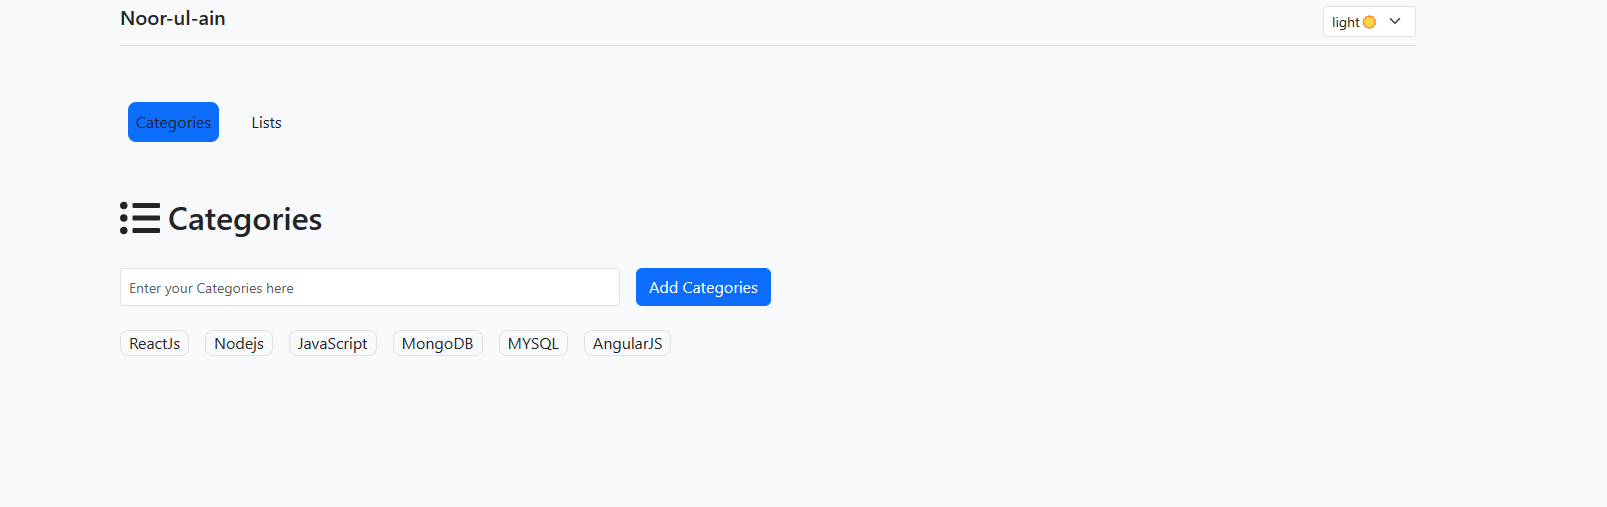 Noor-ul-ain light
Categories Lists
Categories
Enter your Categories here Add Categories
ReactJs Nodejs JavaScript MongoDB MYSQL AngularJS